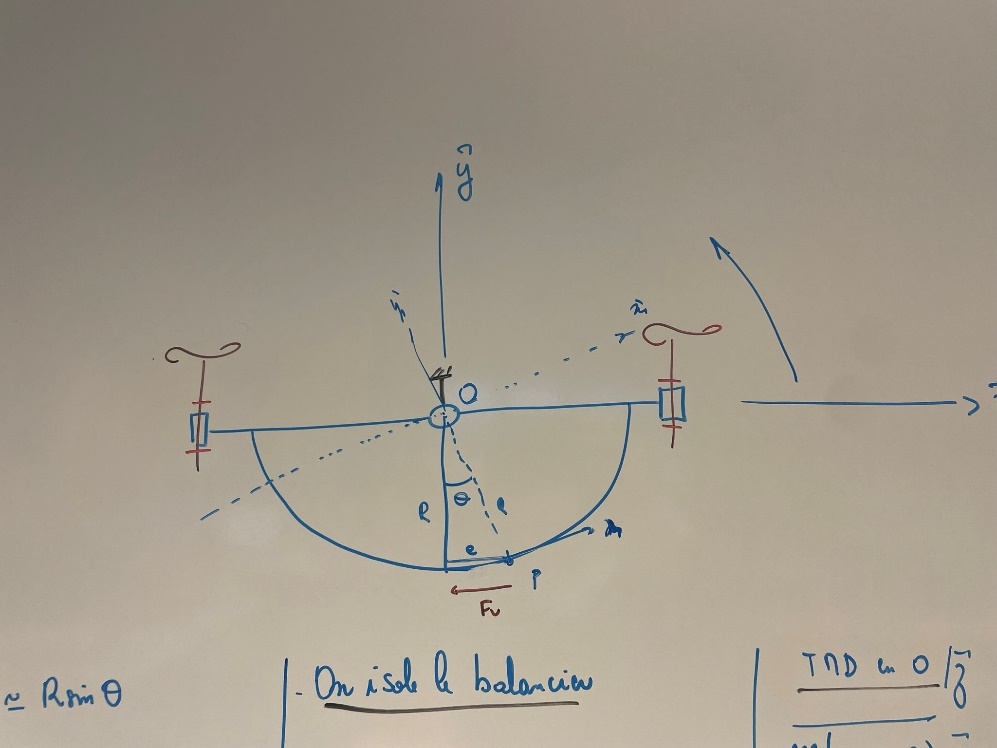 ŷ
O
R
θ
e
P
Fv
≃ R sin θ
- On isole le balancier
TMD en O /z⃗